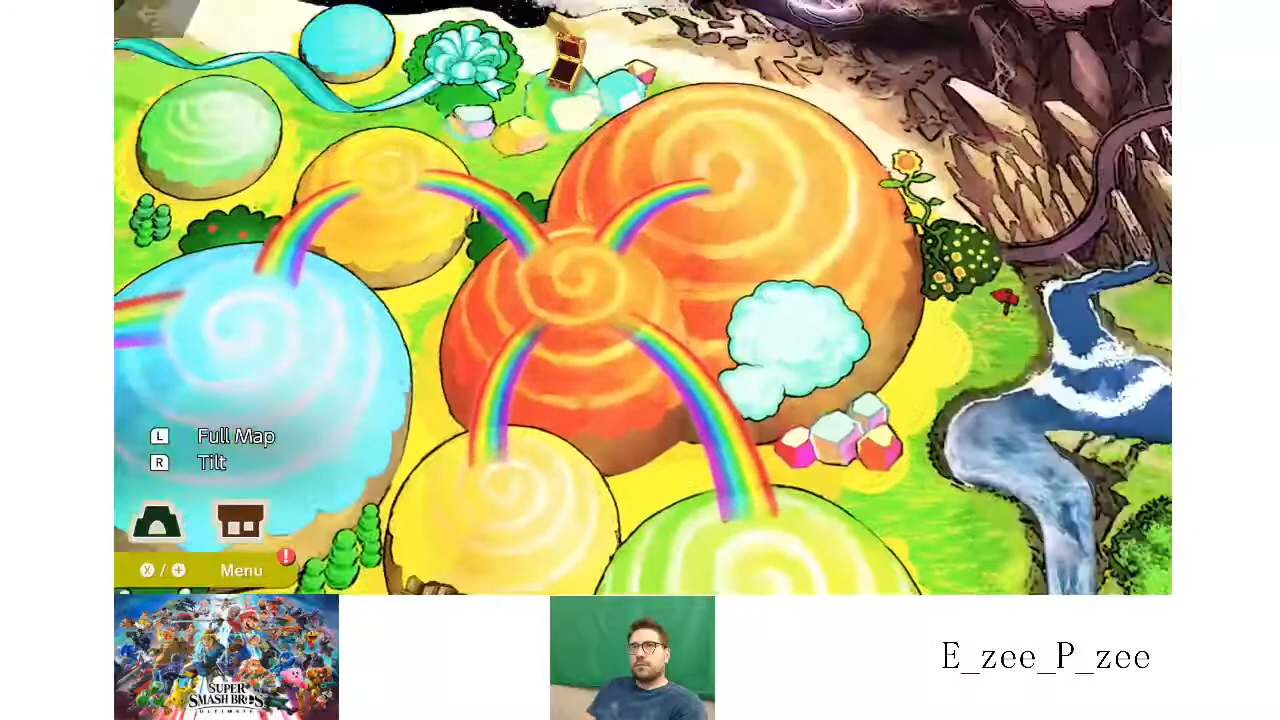 L Full Map
R Tilt
X / + Menu !
SUPER
SMASH BROS.
ULTIMATE
E_zee_P_zee